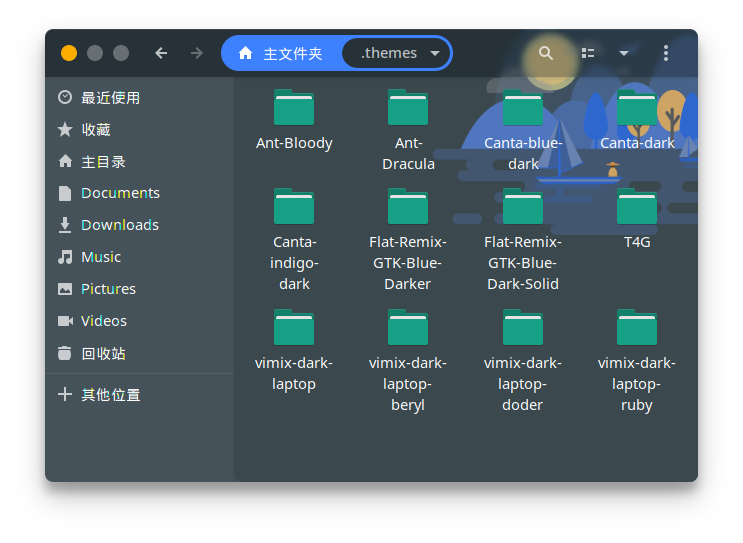 主文件夹 .themes
最近使用
收藏
主目录
Documents
Downloads
Music
Pictures
Videos
回收站
其他位置
Ant-Bloody
Ant-
Dracula
Canta-blue-
dark
Canta-dark
Canta-
indigo-
dark
Flat-Remix-
GTK-Blue-
Darker
Flat-Remix-
GTK-Blue-
Dark-Solid
T4G
vimix-dark-
laptop
vimix-dark-
laptop-
beryl
vimix-dark-
laptop-
doder
vimix-dark-
laptop-
ruby